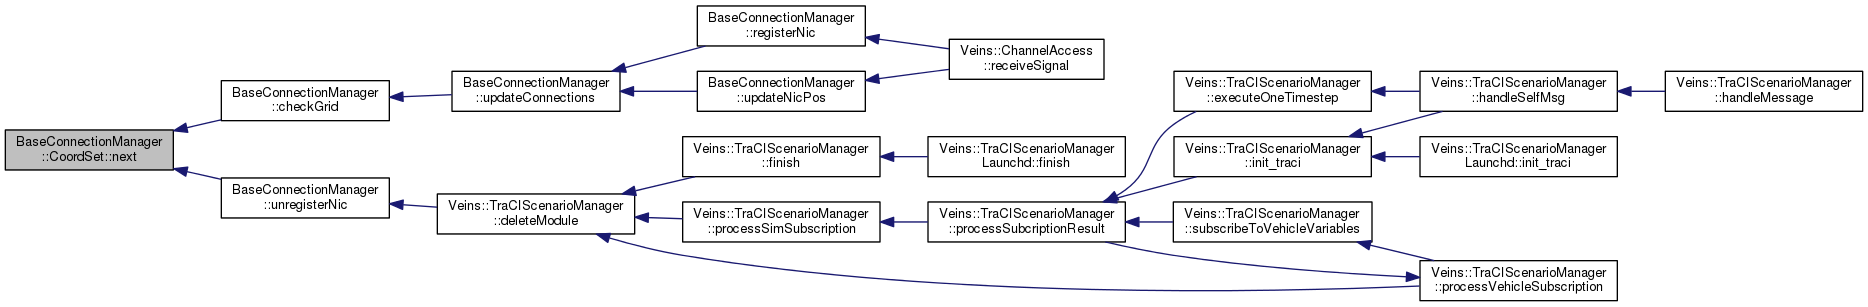 BaseConnectionManager
::CoordSet::next
BaseConnectionManager
::checkGrid
BaseConnectionManager
::unregisterNic
BaseConnectionManager
::updateConnections
Veins::TraCIScenarioManager
::deleteModule
BaseConnectionManager
::registerNic
BaseConnectionManager
::updateNicPos
Veins::TraCIScenarioManager
::finish
Veins::TraCIScenarioManager
::processSimSubscription
Veins::ChannelAccess
::receiveSignal
Veins::TraCIScenarioManager
Launchd::finish
Veins::TraCIScenarioManager
::processSubcriptionResult
Veins::TraCIScenarioManager
::executeOneTimestep
Veins::TraCIScenarioManager
::init_traci
Veins::TraCIScenarioManager
::subscribeToVehicleVariables
Veins::TraCIScenarioManager
::handleSelfMsg
Veins::TraCIScenarioManager
Launchd::init_traci
Veins::TraCIScenarioManager
::processVehicleSubscription
Veins::TraCIScenarioManager
::handleMessage